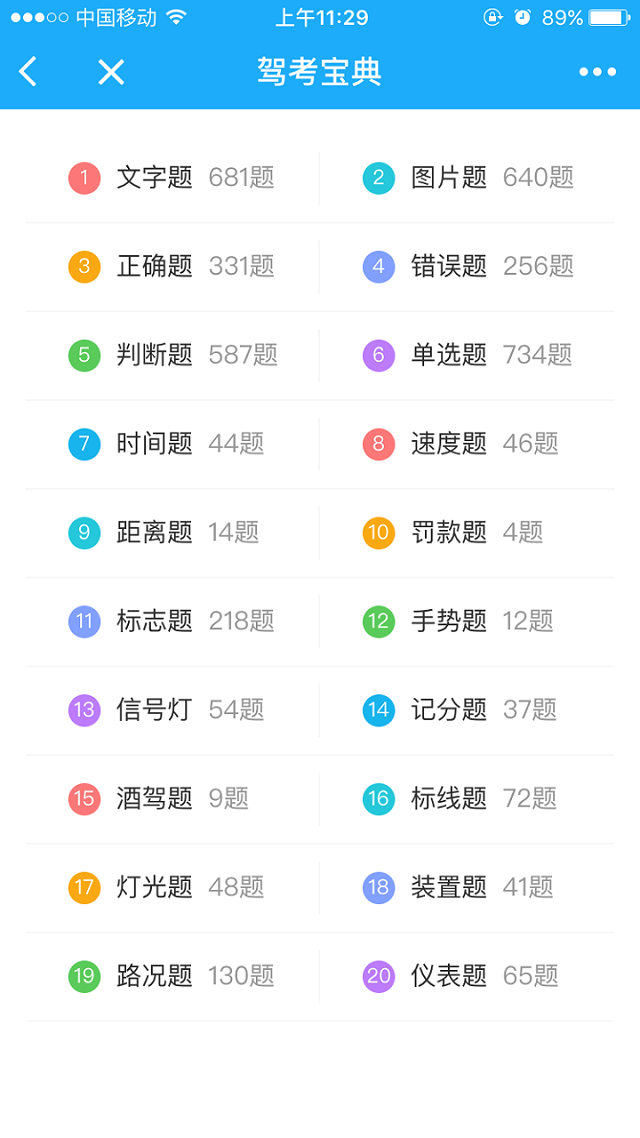 中国移动 上午11:29 89%
驾考宝典
1 文字题 681题 2 图片题 640题
3 正确题 331题 4 错误题 256题
5 判断题 587题 6 单选题 734题
7 时间题 44题 8 速度题 46题
9 距离题 14题 10 罚款题 4题
11 标志题 218题 12 手势题 12题
13 信号灯 54题 14 记分题 37题
15 酒驾题 9题 16 标线题 72题
17 灯光题 48题 18 装置题 41题
19 路况题 130题 20 仪表题 65题